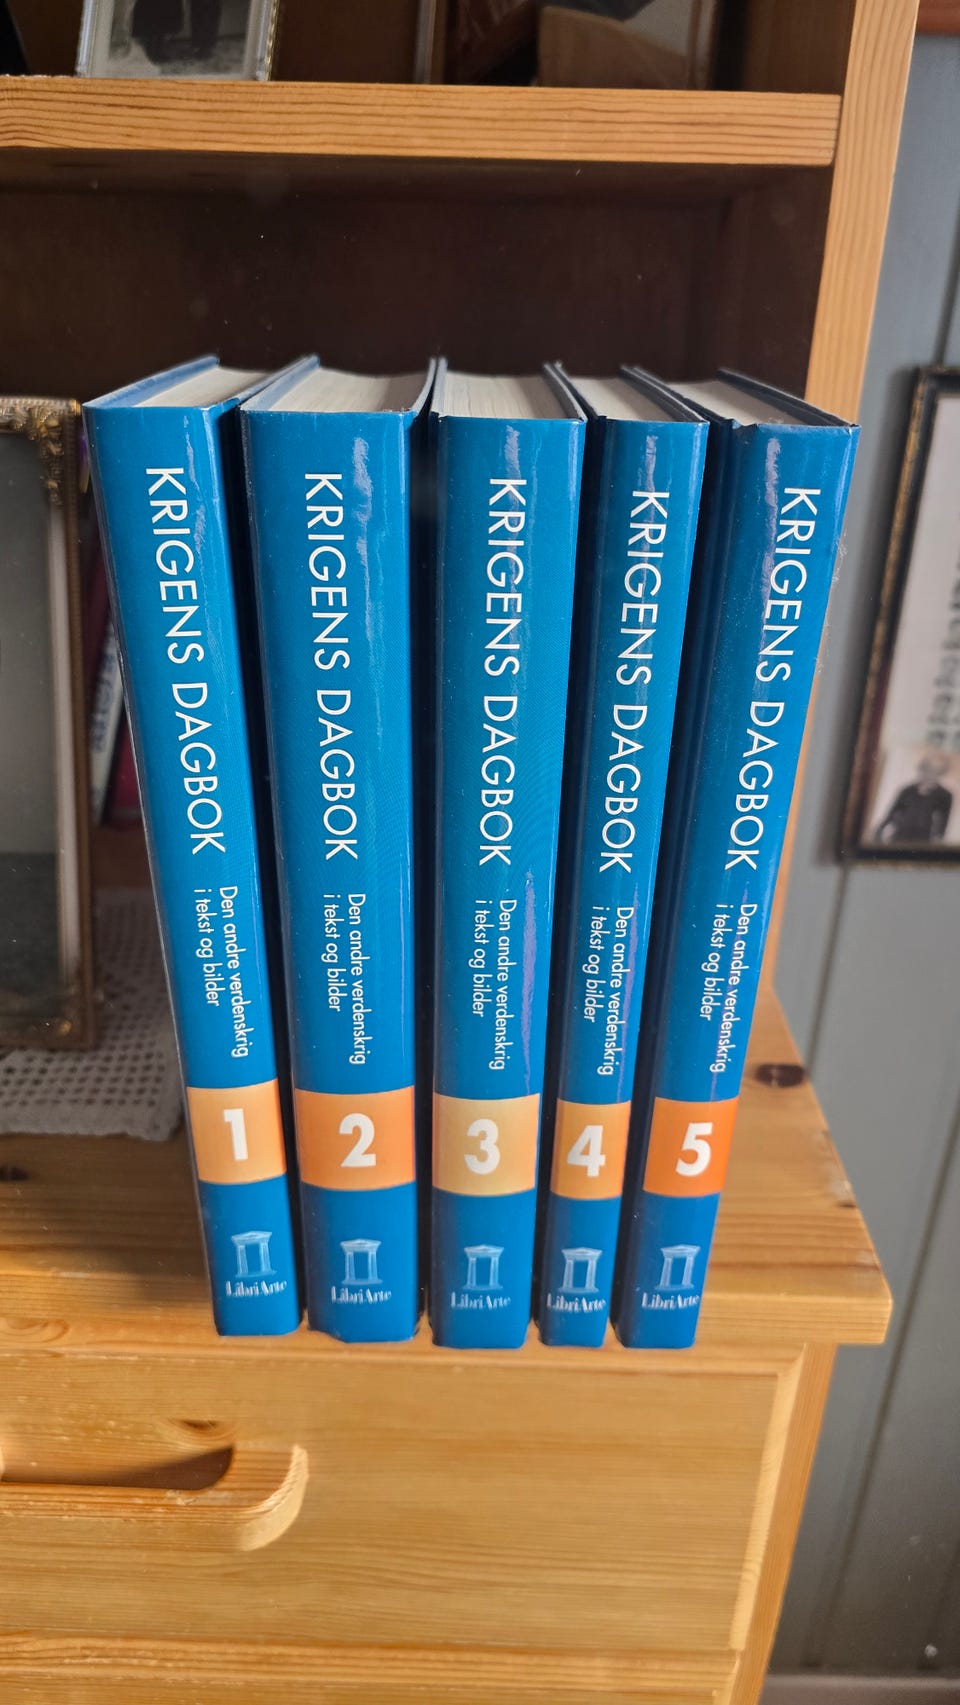 KRIGENS DAGBOK
Den andre verdenskrig
i tekst og bilder
1
LibriArte
KRIGENS DAGBOK
Den andre verdenskrig
i tekst og bilder
2
LibriArte
KRIGENS DAGBOK
Den andre verdenskrig
i tekst og bilder
3
LibriArte
KRIGENS DAGBOK
Den andre verdenskrig
i tekst og bilder
4
LibriArte
KRIGENS DAGBOK
Den andre verdenskrig
i tekst og bilder
5
LibriArte